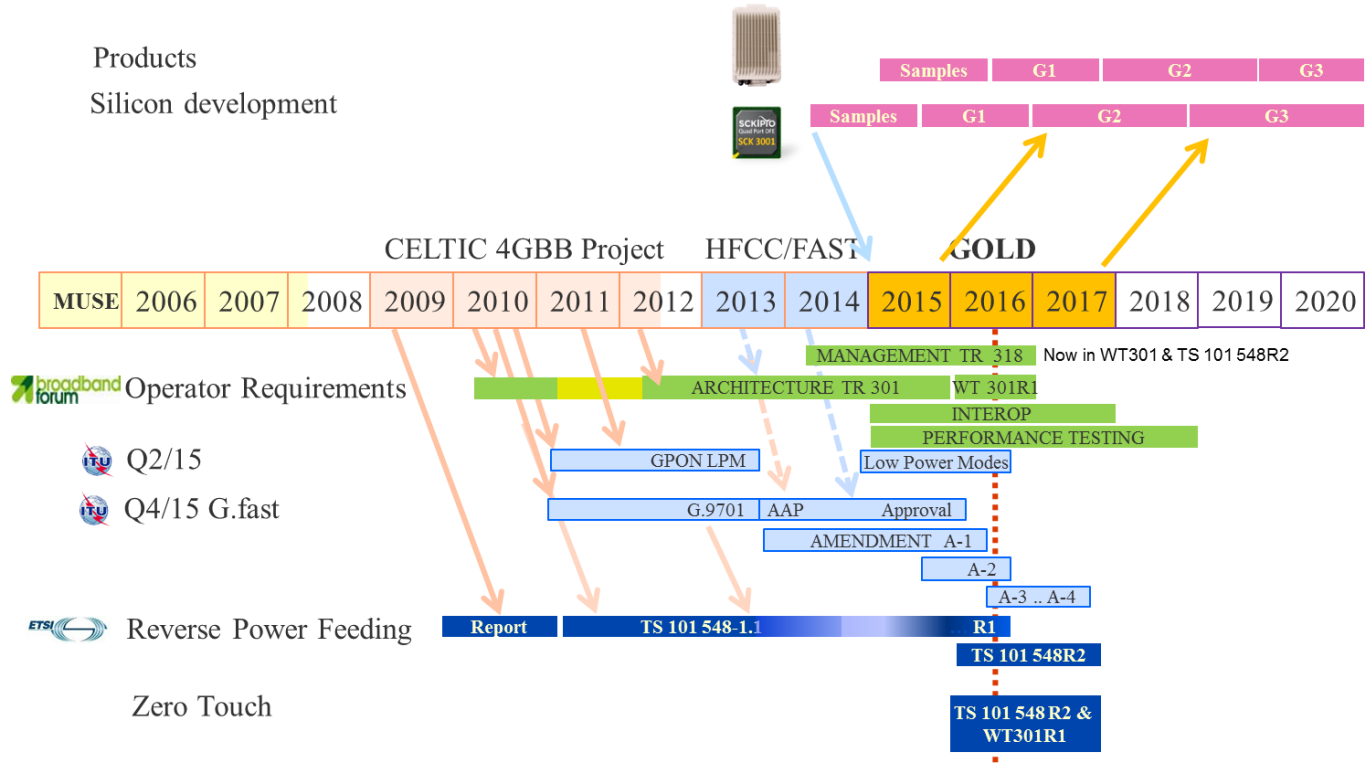 Products
Samples G1 G2 G3
Silicon development
SCKIPIO
Quad Port DFE
SCK 3001
Samples G1 G2 G3
CELTIC 4GBB Project HFCC/FAST GOLD
MUSE 2006 2007 2008 2009 2010 2011 2012 2013 2014 2015 2016 2017 2018 2019 2020
MANAGEMENT TR 318 Now in WT301 & TS 101 548R2
broadband
forum
Operator Requirements ARCHITECTURE TR 301 WT 301R1
INTEROP
PERFORMANCE TESTING
ITU Q2/15 GPON LPM Low Power Modes
ITU Q4/15 G.fast G.9701 AAP Approval
AMENDMENT A-1
A-2
A-3 .. A-4
ETSI Reverse Power Feeding Report TS 101 548-1.1 R1
TS 101 548R2
Zero Touch
TS 101 548 R2 &
WT301R1